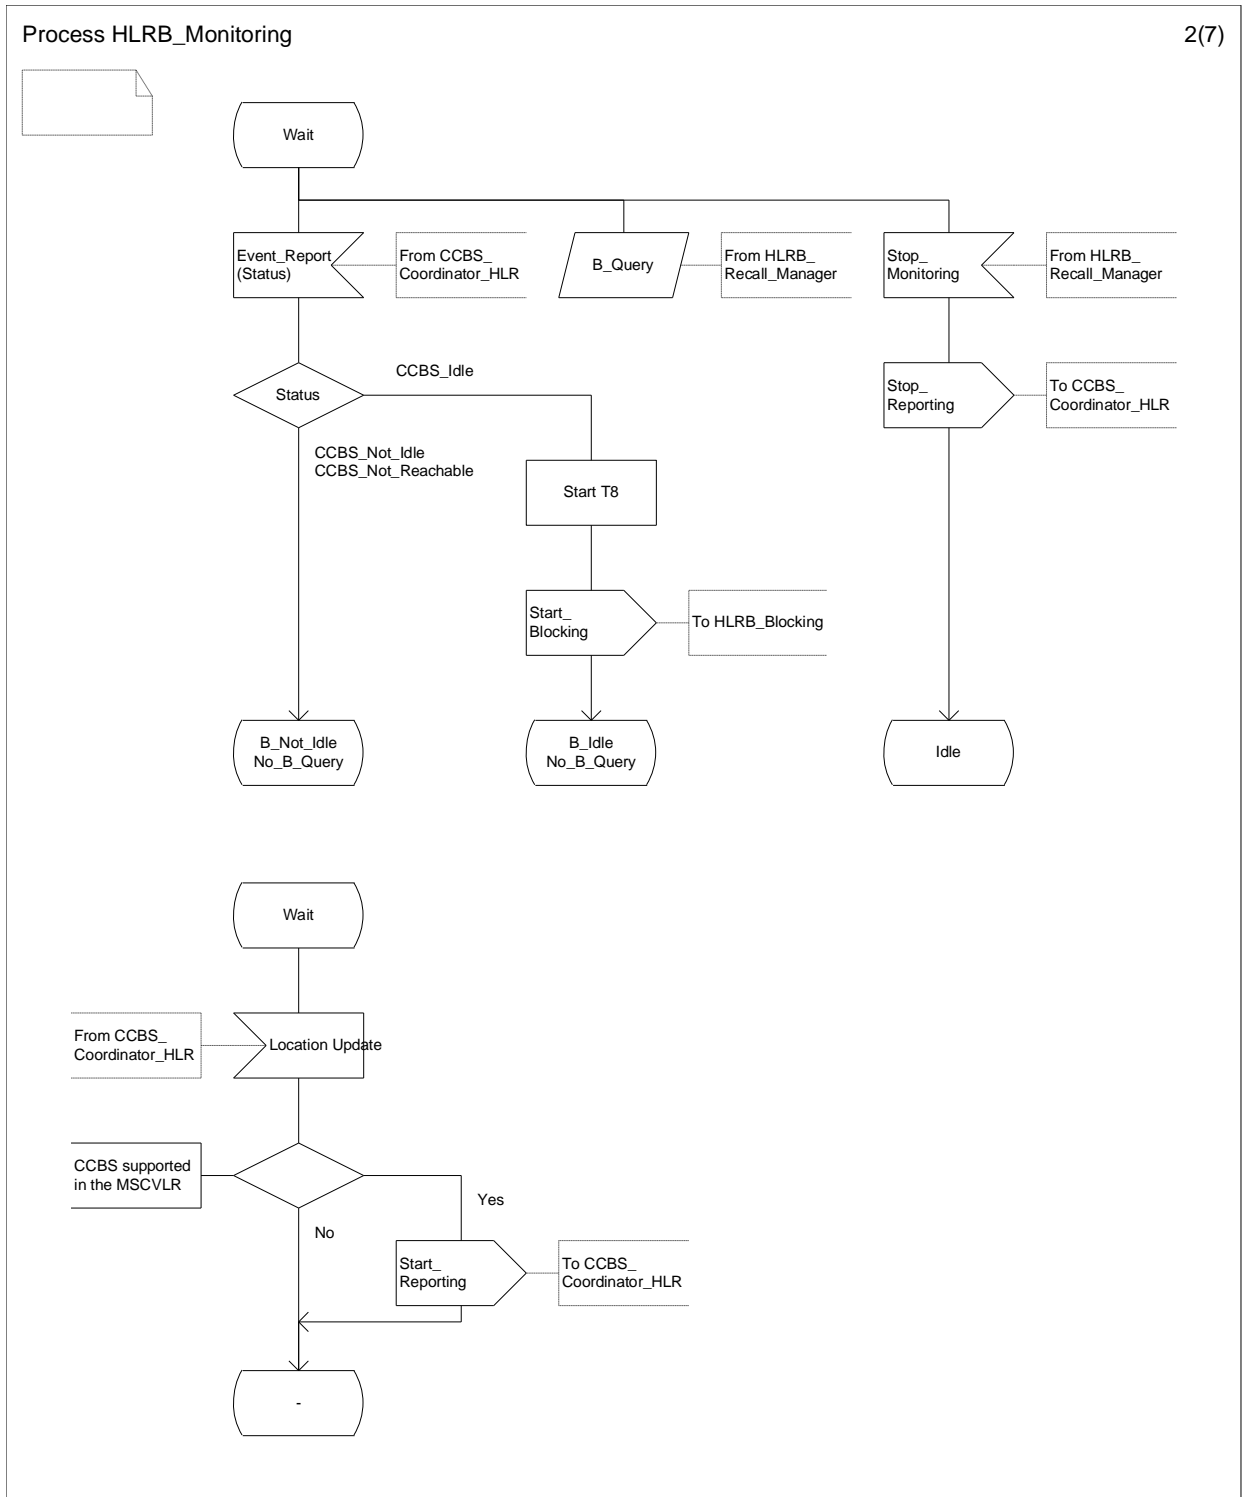 Process HLRB_Monitoring
2(7)
Wait
Event_Report
(Status)
From CCBS_
Coordinator_HLR
B_Query
From HLRB_
Recall_Manager
Stop_
Monitoring
From HLRB_
Recall_Manager
Status
CCBS_Idle
Stop_
Reporting
To CCBS_
Coordinator_HLR
CCBS_Not_Idle
CCBS_Not_Reachable
Start T8
Start_
Blocking
To HLRB_Blocking
B_Not_Idle
No_B_Query
B_Idle
No_B_Query
Idle
Wait
From CCBS_
Coordinator_HLR
Location Update
CCBS supported
in the MSCVLR
Yes
No
Start_
Reporting
To CCBS_
Coordinator_HLR
-